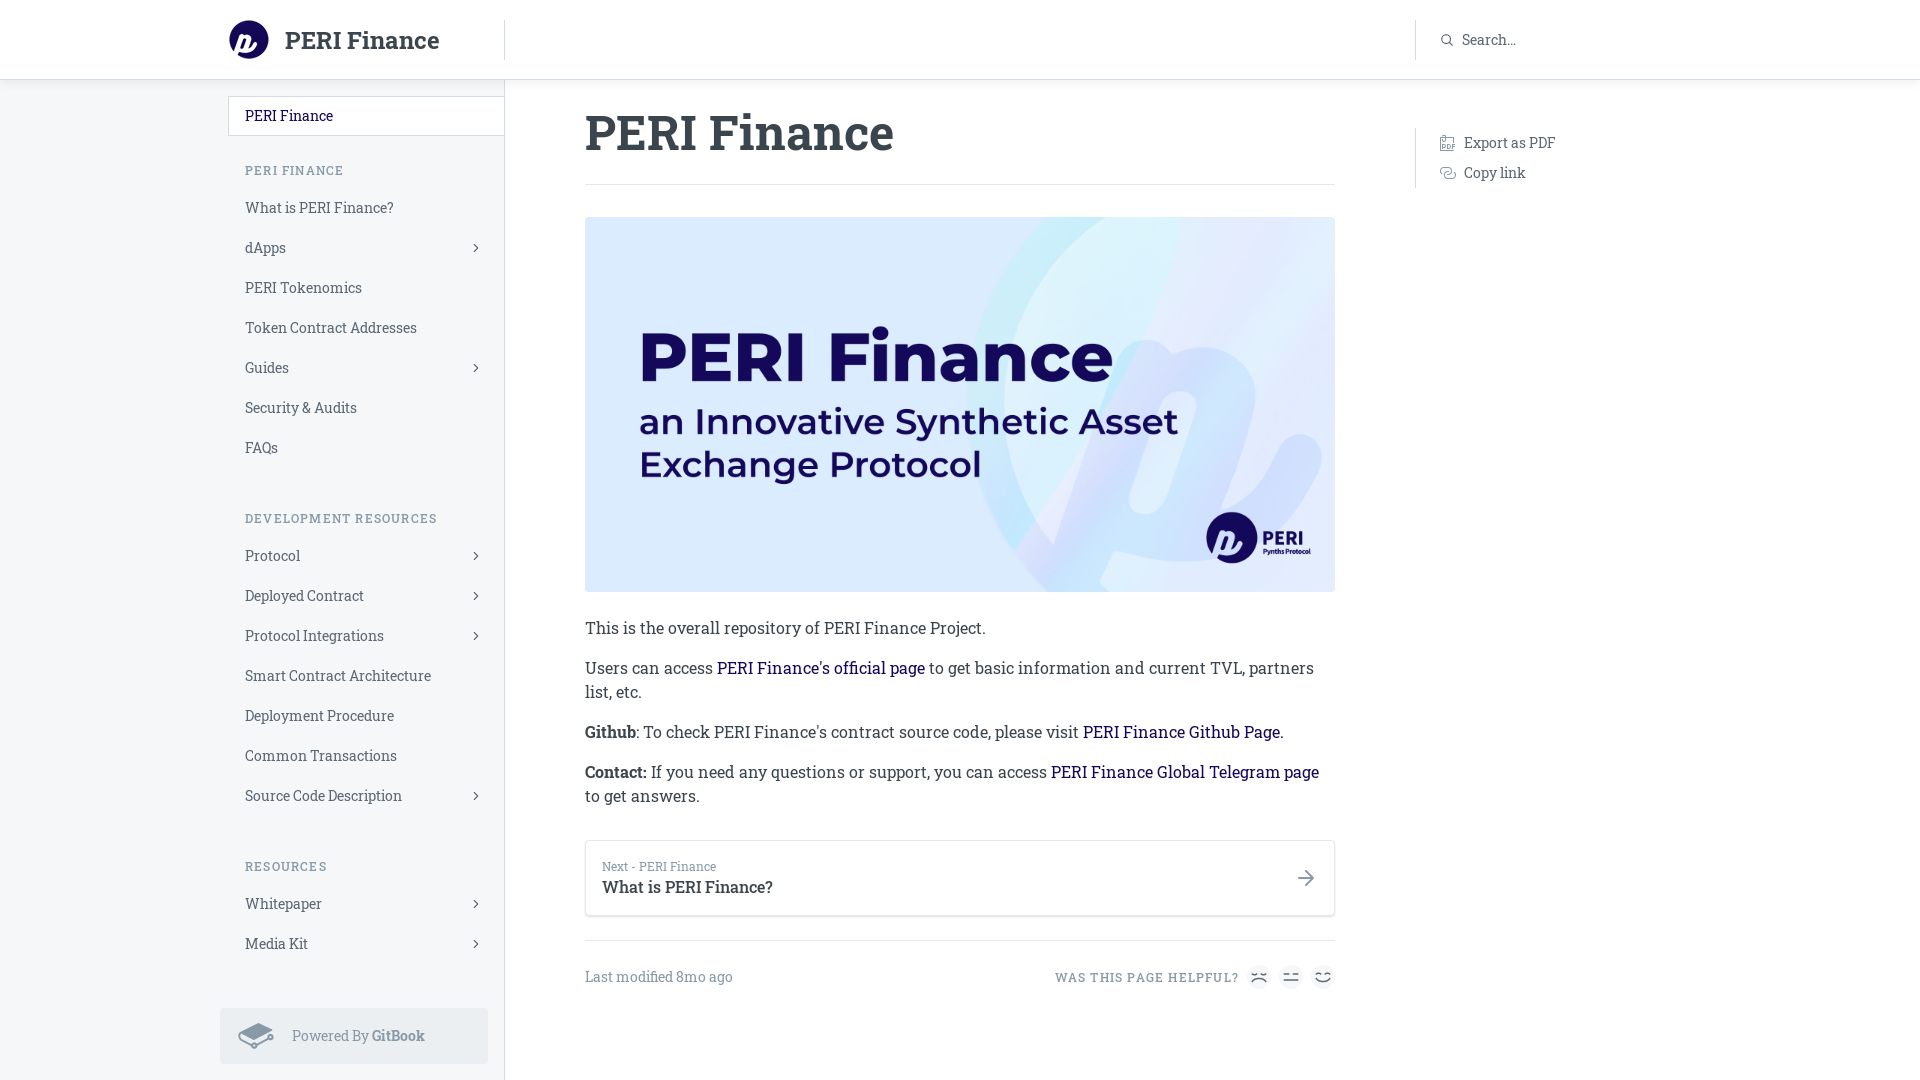 PERI Finance
Search...
PERI Finance
PERI FINANCE
What is PERI Finance?
dApps
PERI Tokenomics
Token Contract Addresses
Guides
Security & Audits
FAQs
DEVELOPMENT RESOURCES
Protocol
Deployed Contract
Protocol Integrations
Smart Contract Architecture
Deployment Procedure
Common Transactions
Source Code Description
RESOURCES
Whitepaper
Media Kit
Powered By GitBook
PERI Finance
PERI Finance
an Innovative Synthetic Asset
Exchange Protocol
PERI
Pynths Protocol
This is the overall repository of PERI Finance Project.
Users can access PERI Finance's official page to get basic information and current TVL, partners
list, etc.
Github: To check PERI Finance's contract source code, please visit PERI Finance Github Page.
Contact: If you need any questions or support, you can access PERI Finance Global Telegram page
to get answers.
Next - PERI Finance
What is PERI Finance?
Last modified 8mo ago
WAS THIS PAGE HELPFUL?
PDF
Export as PDF
Copy link